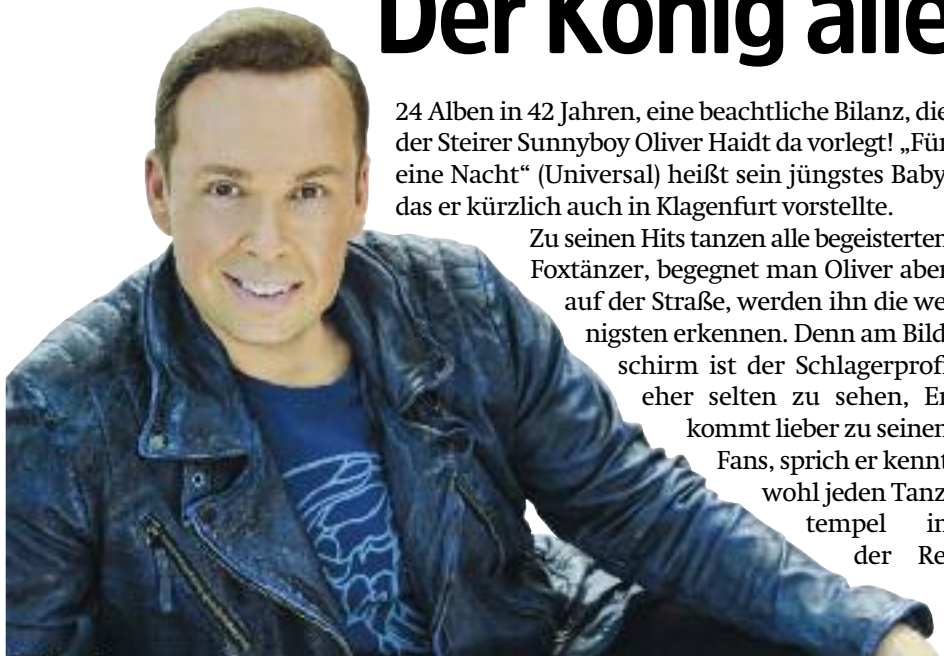 Der König alle
24 Alben in 42 Jahren, eine beachtliche Bilanz, die
der Steirer Sunnyboy Oliver Haidt da vorlegt! „Für
eine Nacht“ (Universal) heißt sein jüngstes Baby
das er kürzlich auch in Klagenfurt vorstellte.
Zu seinen Hits tanzen alle begeisterten
Foxtänzer, begegnet man Oliver aber
auf der Straße, werden ihn die we
nigsten erkennen. Denn am Bild
schirm ist der Schlagerprofi
eher selten zu sehen, Er
kommt lieber zu seinen
Fans, sprich er kennt
wohl jeden Tanz
tempel in
der Re